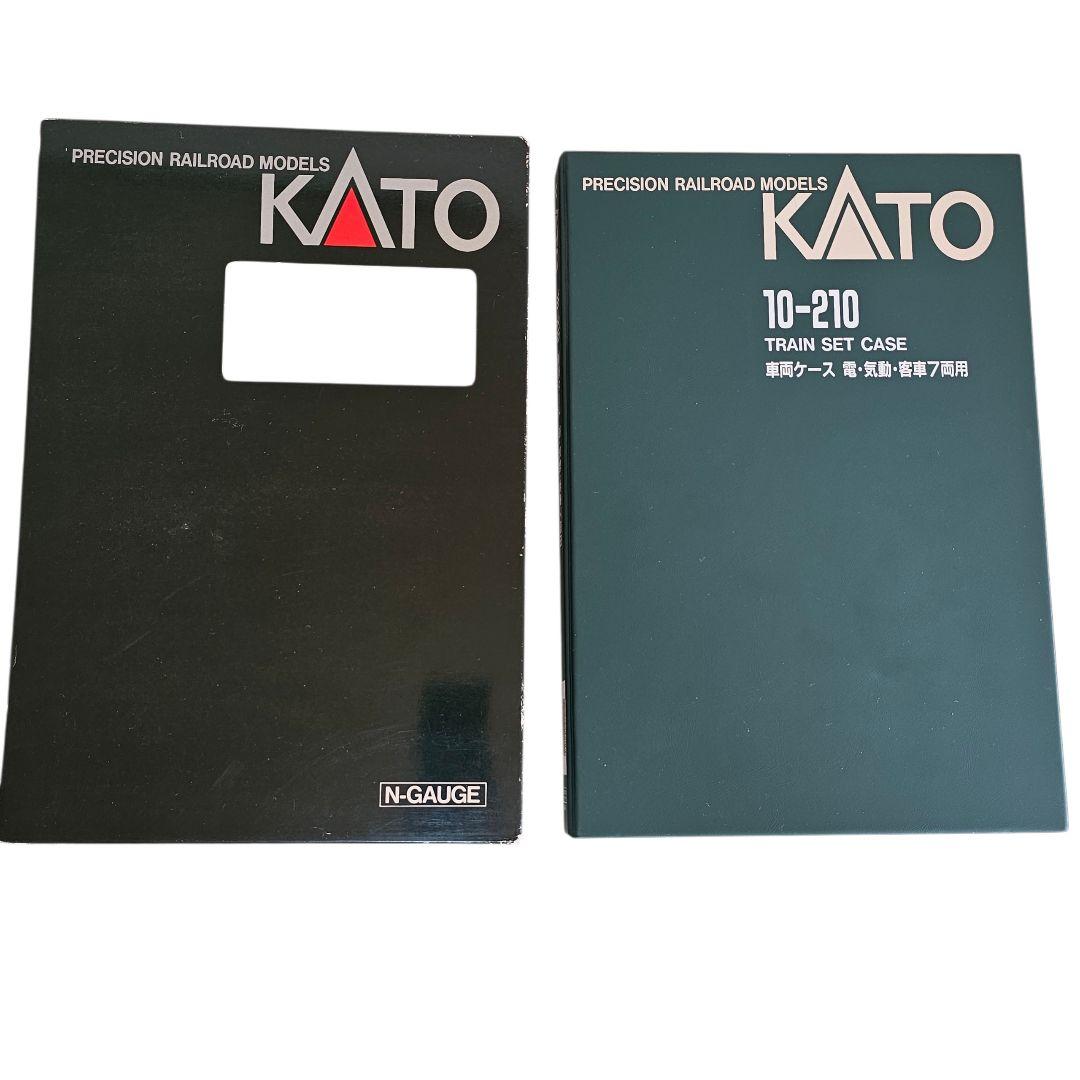 PRECISION RAILROAD MODELS
KATO
N-GAUGE
PRECISION RAILROAD MODELS
KATO
10-210
TRAIN SET CASE
車両ケース 電・気動・客車7両用